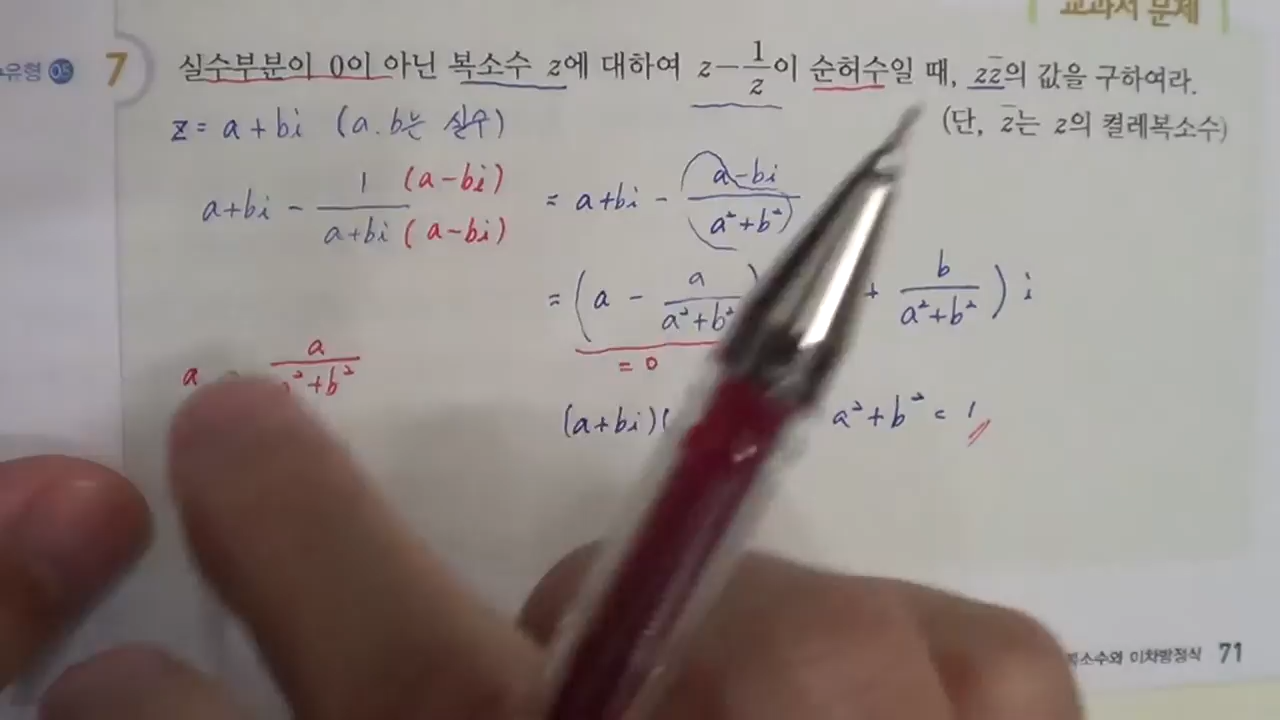 교과서 문제
유형 05
7 실수부분이 0이 아닌 복소수 z에 대하여 z-1/z이 순허수일 때, zz̄의 값을 구하여라.
(단, z̄는 z의 켤레복소수)
z = a+bi (a.b는 실수)
a+bi - 1(a-bi)/a+bi(a-bi) = a+bi - a-bi/a²+b²
= (a - a/a²+b²) + b/a²+b²) i
= 0
a a/a²+b²
(a+bi)( a²+b² = 1
복소수와 이차방정식 71